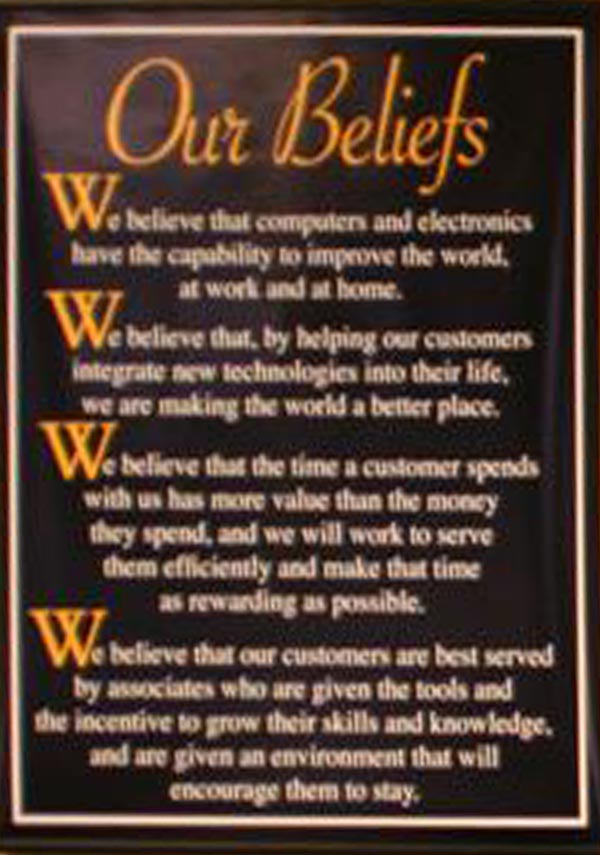 Our Beliefs
We believe that computers and electronics
have the capability to improve the world,
at work and at home.
We believe that, by helping our customers
integrate new technologies into their life,
we are making the world a better place.
We believe that the time a customer spends
with us has more value than the money
they spend, and we will work to serve
them efficiently and make that time
as rewarding as possible.
We believe that our customers are best served
by associates who are given the tools and
the incentive to grow their skills and knowledge,
and are given an environment that will
encourage them to stay.